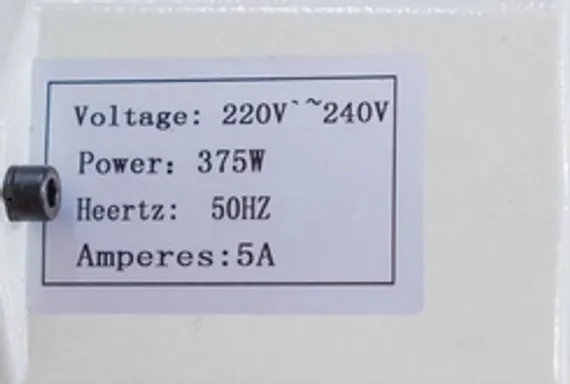 Voltage: 220V`~240V
Power: 375W
Heertz: 50HZ
Amperes:5A